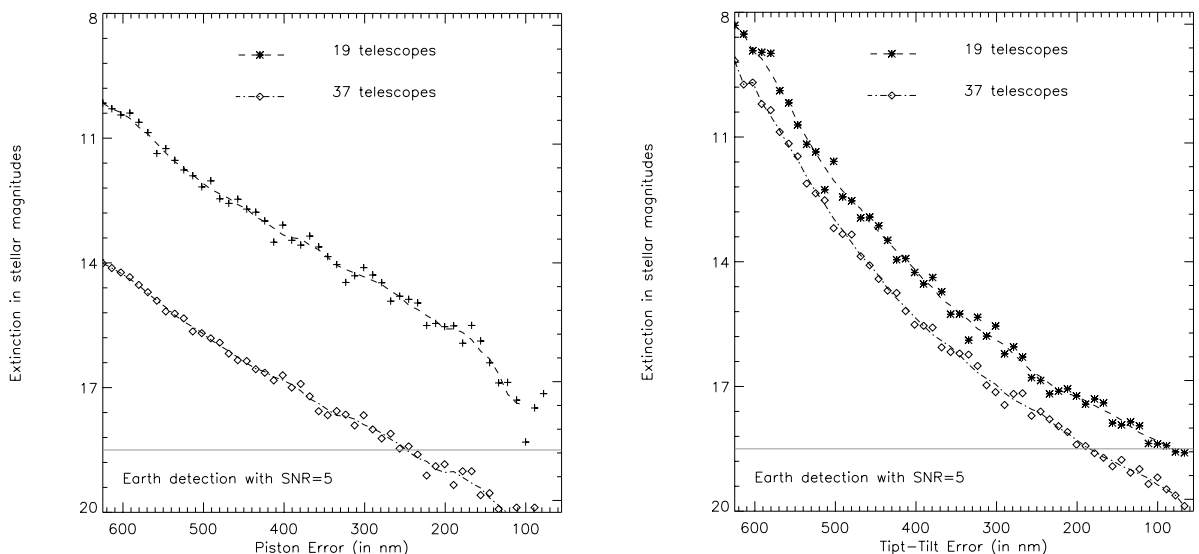 8
11
14
17
20
Extinction in stellar magnitudes
19 telescopes
37 telescopes
Earth detection with SNR=5
600 500 400 300 200 100
Piston Error (in nm)
8
11
14
17
20
Extinction in stellar magnitudes
19 telescopes
37 telescopes
Earth detection with SNR=5
600 500 400 300 200 100
Tipt-Tilt Error (in nm)